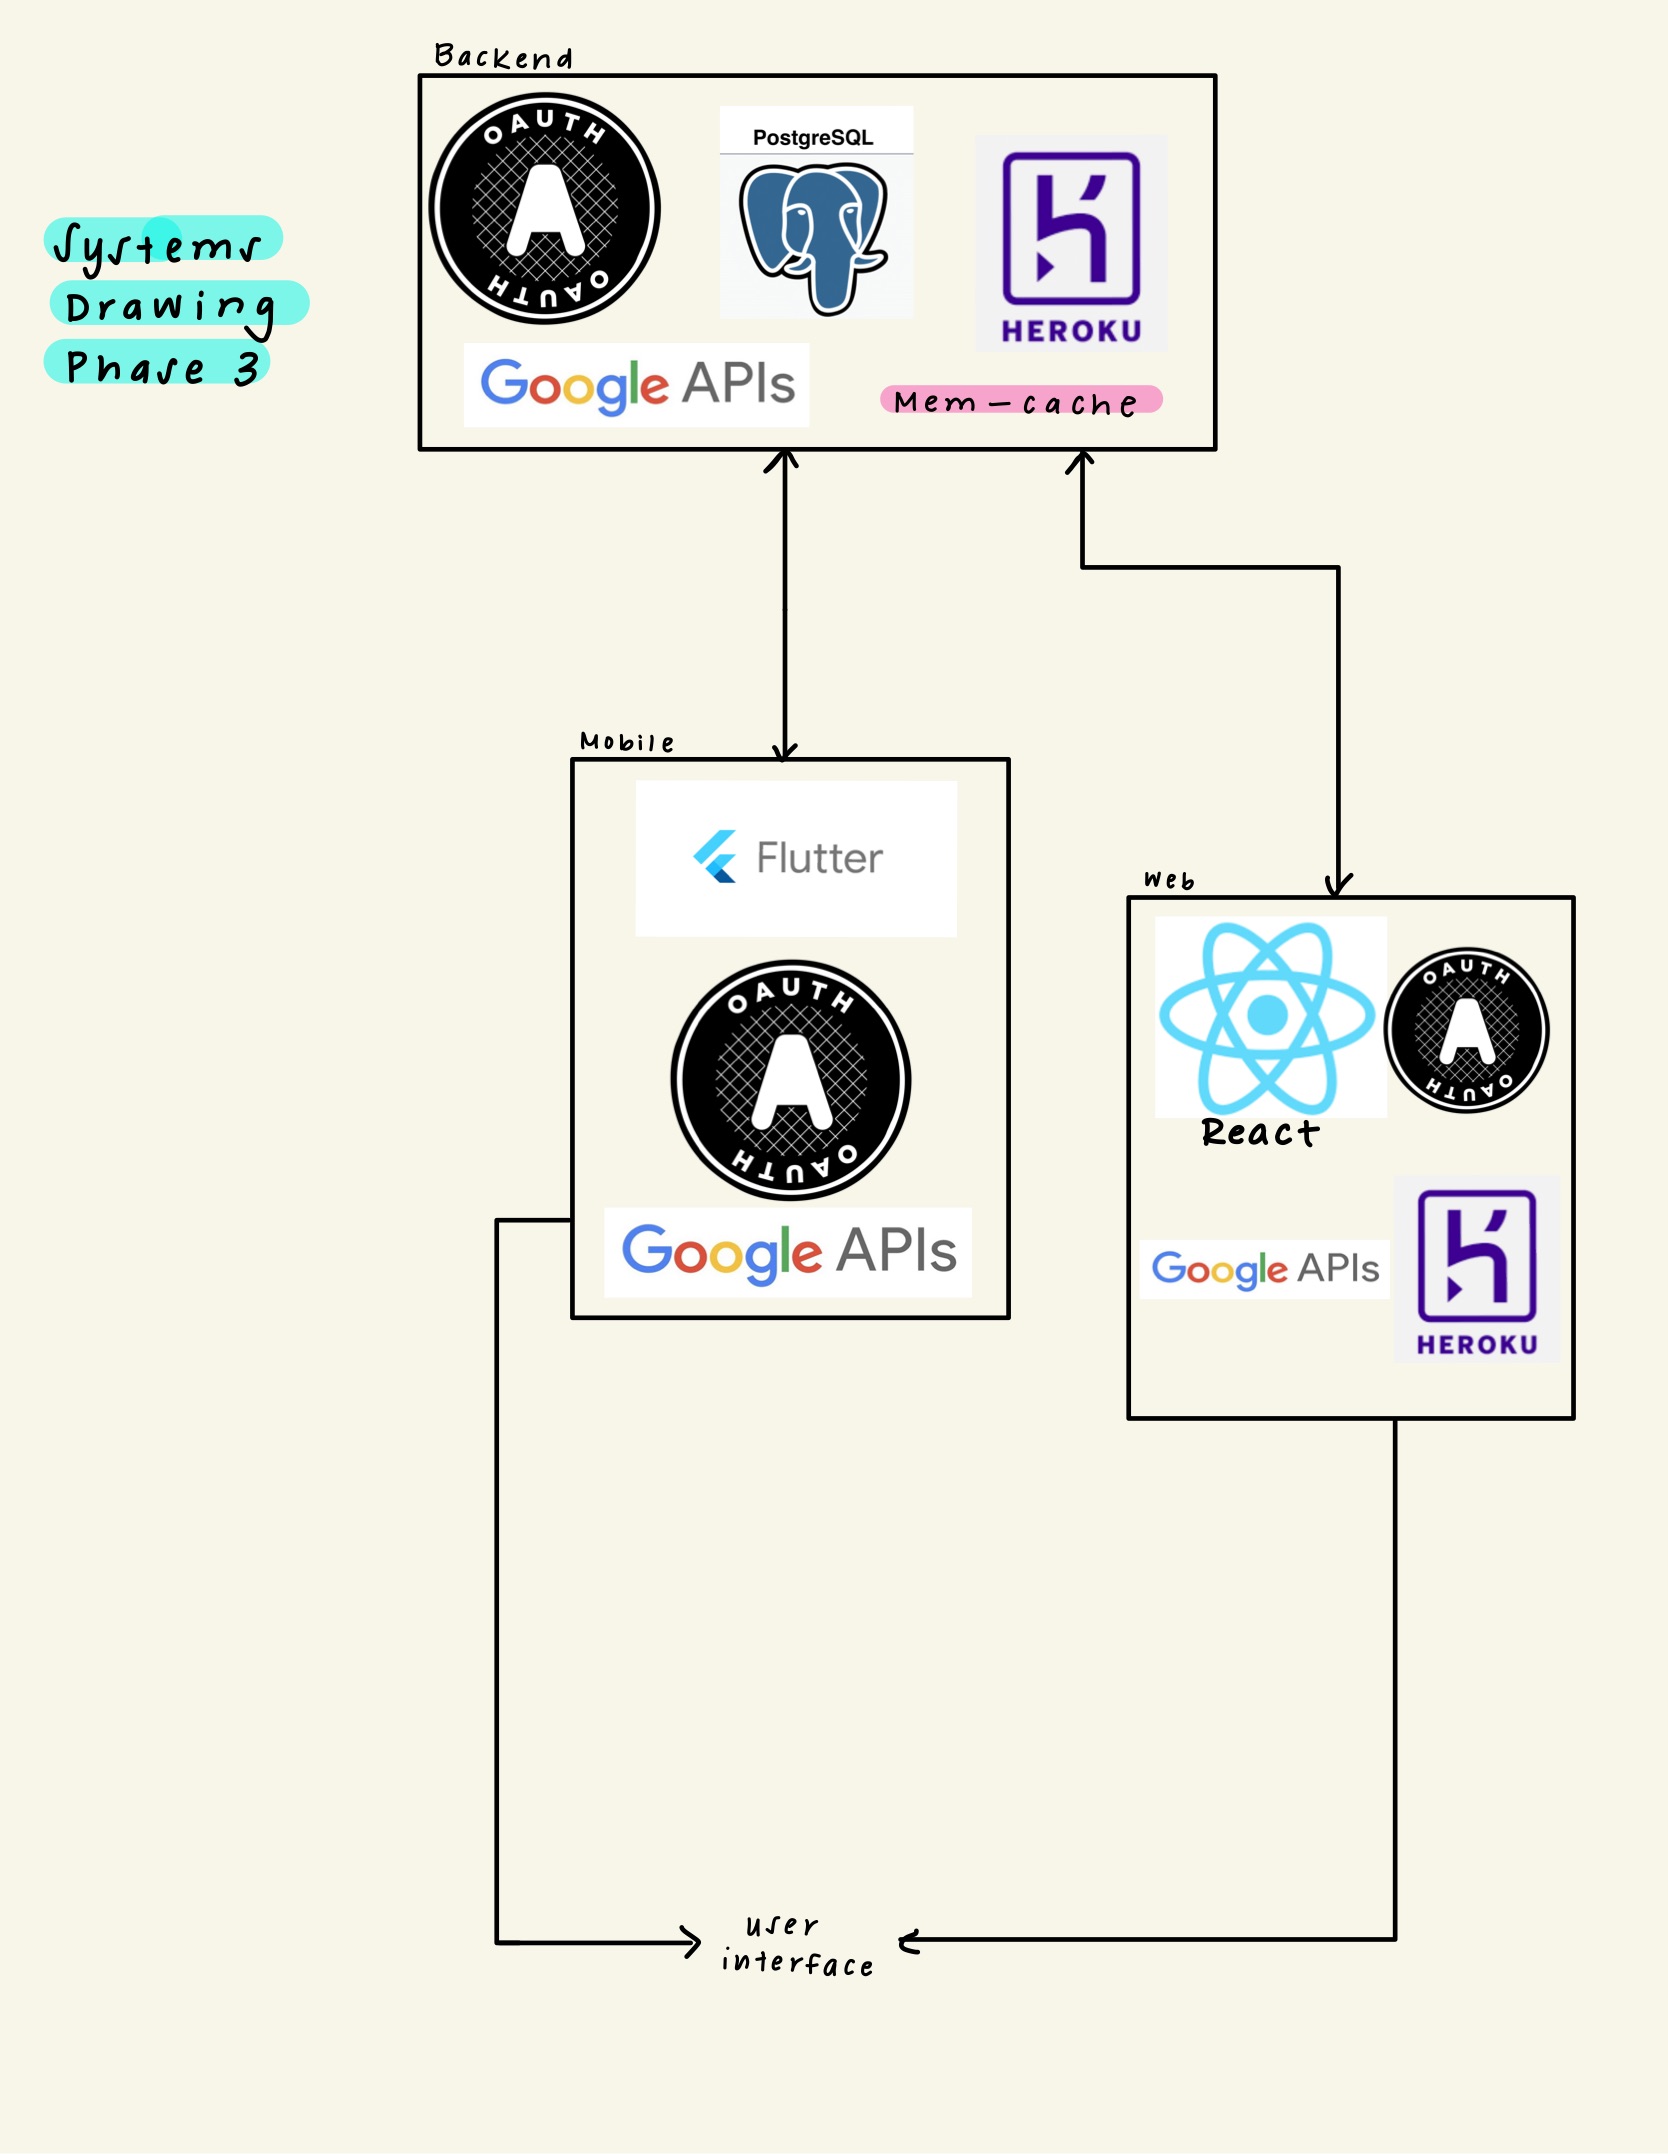 Backend
OAUTH
A
OAUTH
PostgreSQL
HEROKU
Google APIs
Mem-cache
Systems
Drawing
Phase 3
Mobile
Flutter
OAUTH
A
OAUTH
Google APIs
Web
React
OAUTH
A
OAUTH
Google APIs
HEROKU
user
interface